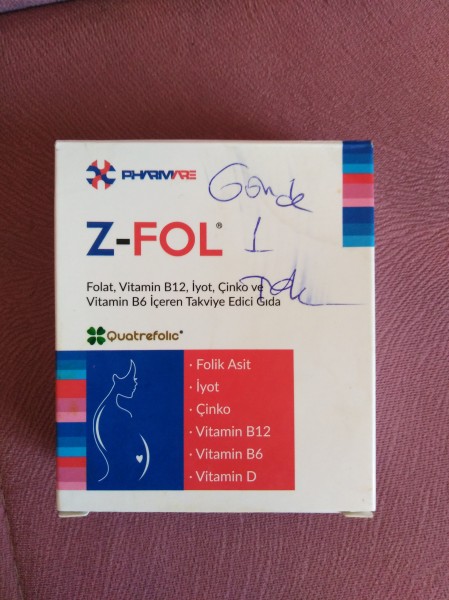 PHARMARE
Günde
1
Z-FOL®
Folat, Vitamin B12, İyot, Çinko ve
Vitamin B6 İçeren Takviye Edici Gıda
Quatrefolic®
· Folik Asit
· İyot
· Çinko
· Vitamin B12
· Vitamin B6
· Vitamin D